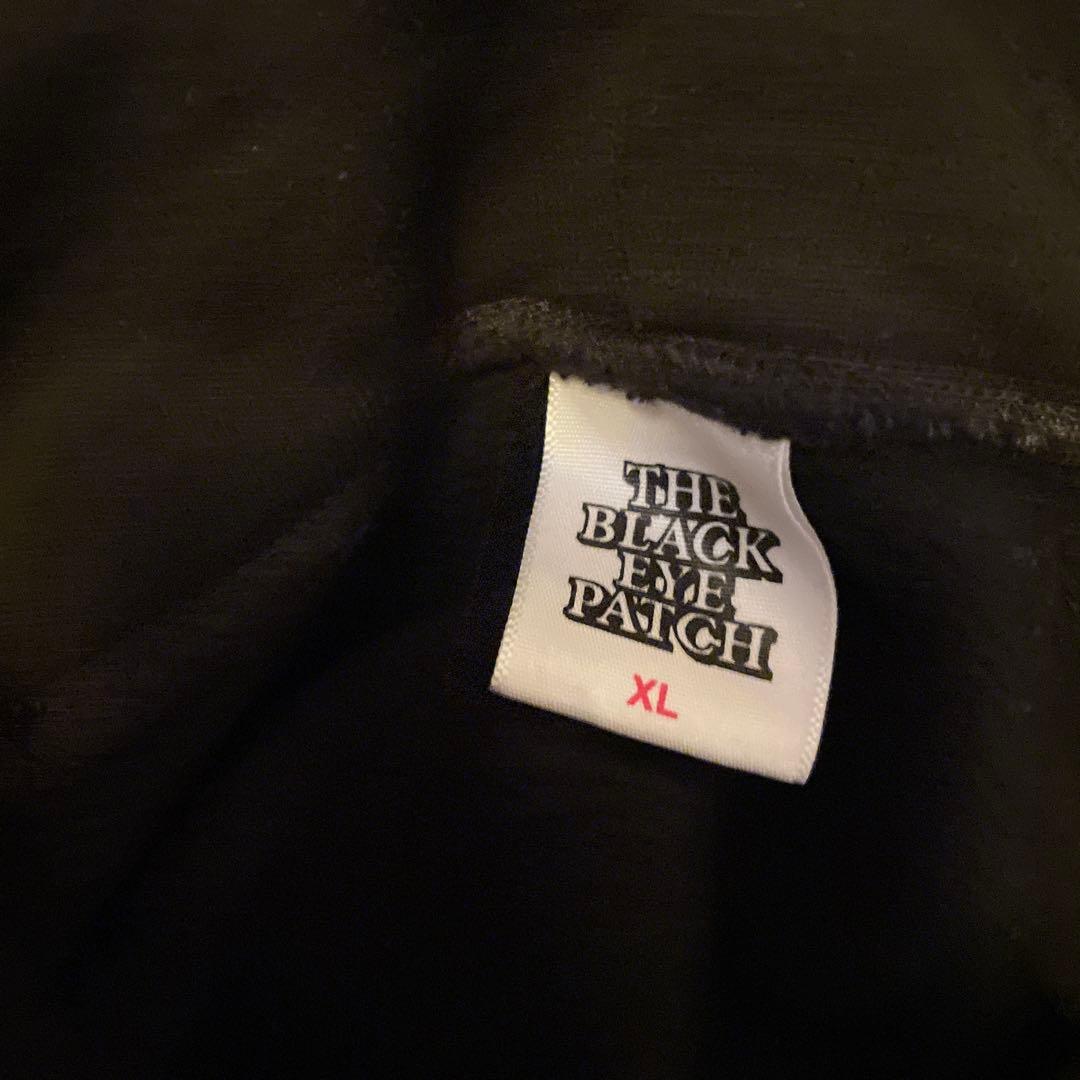 THE
BLACK
EYE
PATCH
XL